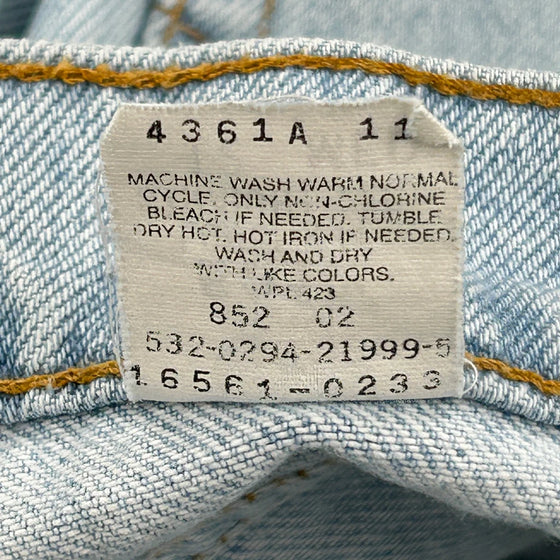 4361A 11
MACHINE WASH WARM NORMAL
CYCLE. ONLY NON-CHLORINE
BLEACH IF NEEDED. TUMBLE
DRY HOT. HOT IRON IF NEEDED.
WASH AND DRY
WITH LIKE COLORS.
WPL 423
852 02
532-0294-21999-5
16561-0233